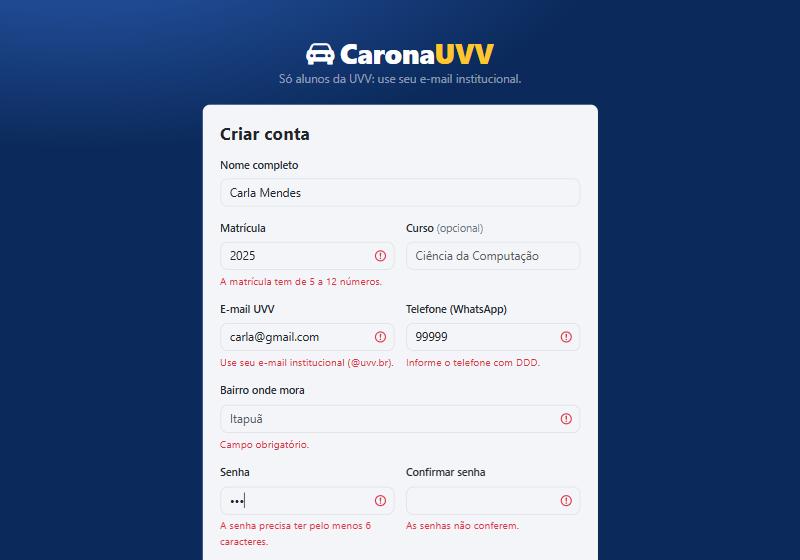 CaronaUVV
Só alunos da UVV: use seu e-mail institucional.
Criar conta
Nome completo
Carla Mendes
Matrícula
Curso (opcional)
2025
Ciência da Computação
A matrícula tem de 5 a 12 números.
E-mail UVV
Telefone (WhatsApp)
carla@gmail.com
99999
Use seu e-mail institucional (@uvv.br).
Informe o telefone com DDD.
Bairro onde mora
Itapuã
Campo obrigatório.
Senha
Confirmar senha
•••
A senha precisa ter pelo menos 6
caracteres.
As senhas não conferem.